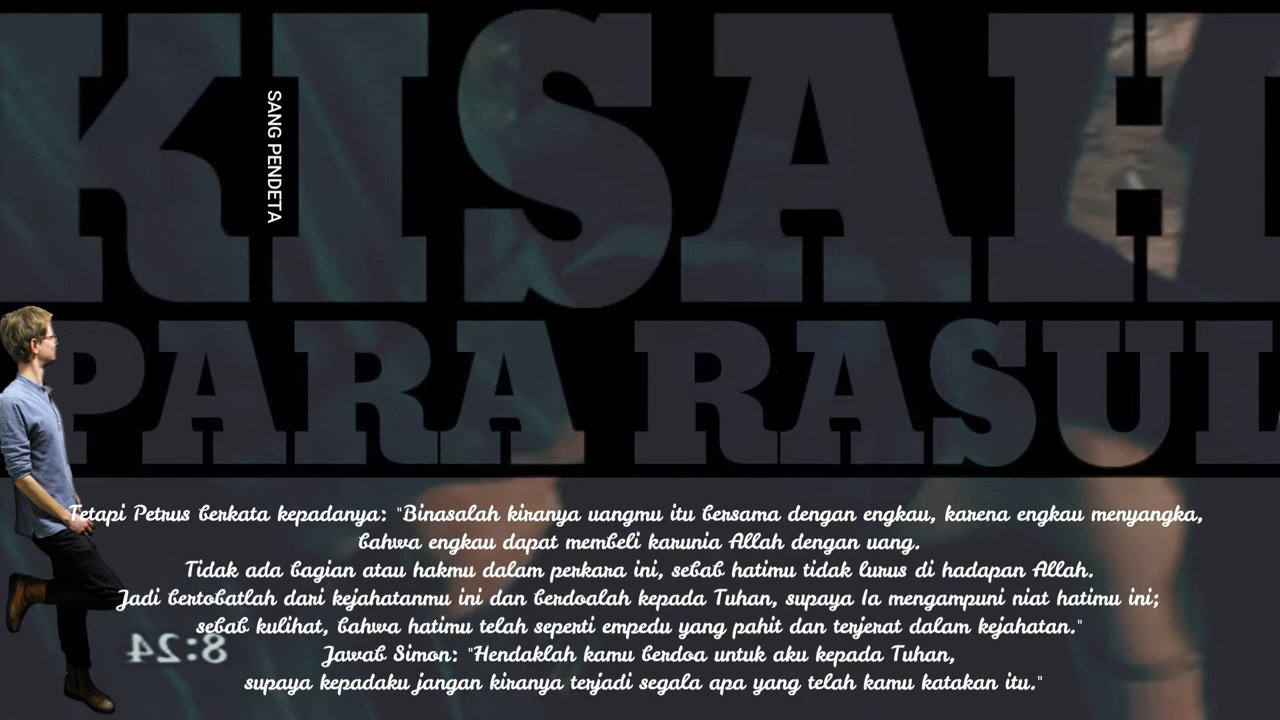 KISAH
SANG PENDETA
PARA RASUL
Tetapi Petrus berkata kepadanya: "Binasalah kiranya uangmu itu bersama dengan engkau, karena engkau menyangka,
bahwa engkau dapat membeli karunia Allah dengan uang.
Tidak ada bagian atau hakmu dalam perkara ini, sebab hatimu tidak lurus di hadapan Allah.
Jadi bertobatlah dari kejahatanmu ini dan berdoalah kepada Tuhan, supaya Ia mengampuni niat hatimu ini;
sebab kulihat, bahwa hatimu telah seperti empedu yang pahit dan terjerat dalam kejahatan."
8:24
Jawab Simon: "Hendaklah kamu berdoa untuk aku kepada Tuhan,
supaya kepadaku jangan kiranya terjadi segala apa yang telah kamu katakan itu."